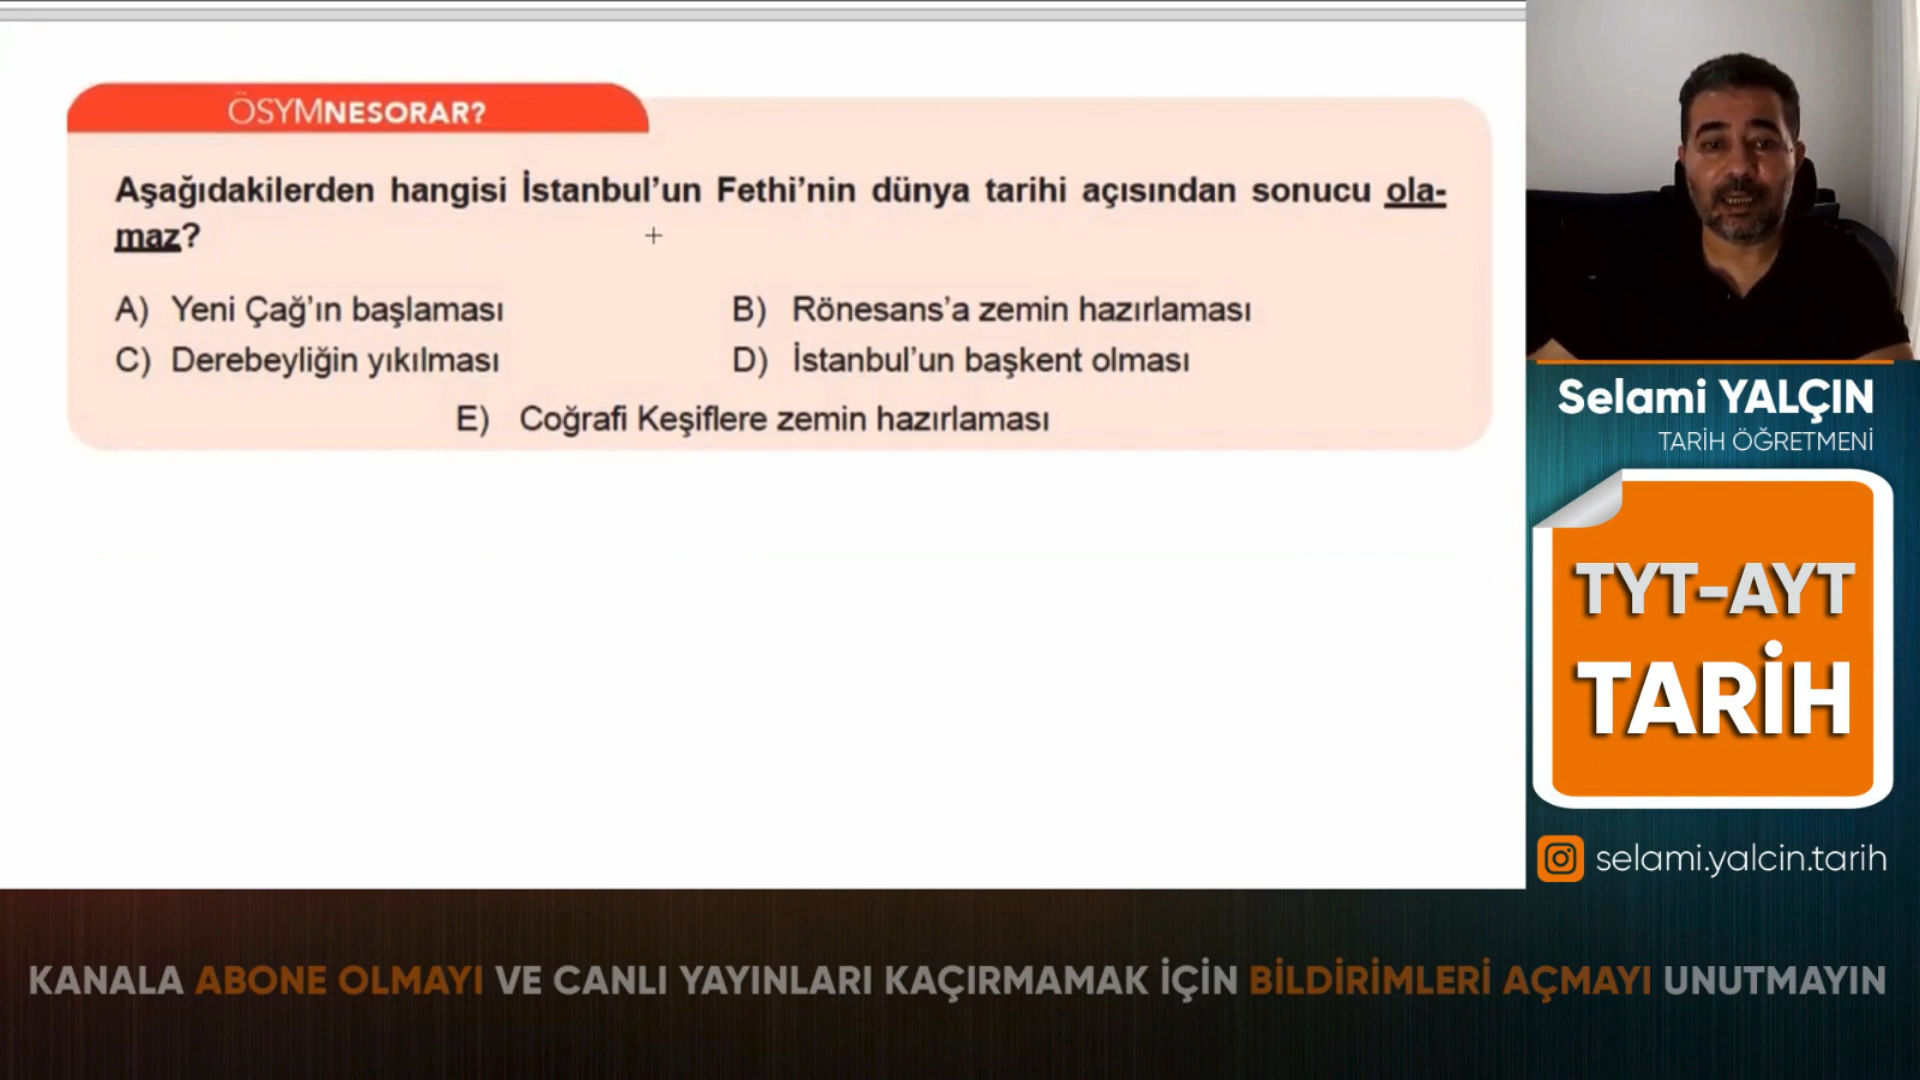 ÖSYMNESORAR?
Aşağıdakilerden hangisi İstanbul’un Fethi’nin dünya tarihi açısından sonucu ola-
maz?
A) Yeni Çağ’ın başlaması
B) Rönesans’a zemin hazırlaması
C) Derebeyliğin yıkılması
D) İstanbul’un başkent olması
E) Coğrafi Keşiflere zemin hazırlaması
Selami YALÇIN
TARİH ÖĞRETMENİ
TYT-AYT
TARİH
selami.yalcin.tarih
KANALA ABONE OLMAYI VE CANLI YAYINLARI KAÇIRMAMAK İÇİN BİLDİRİMLERİ AÇMAYI UNUTMAYIN